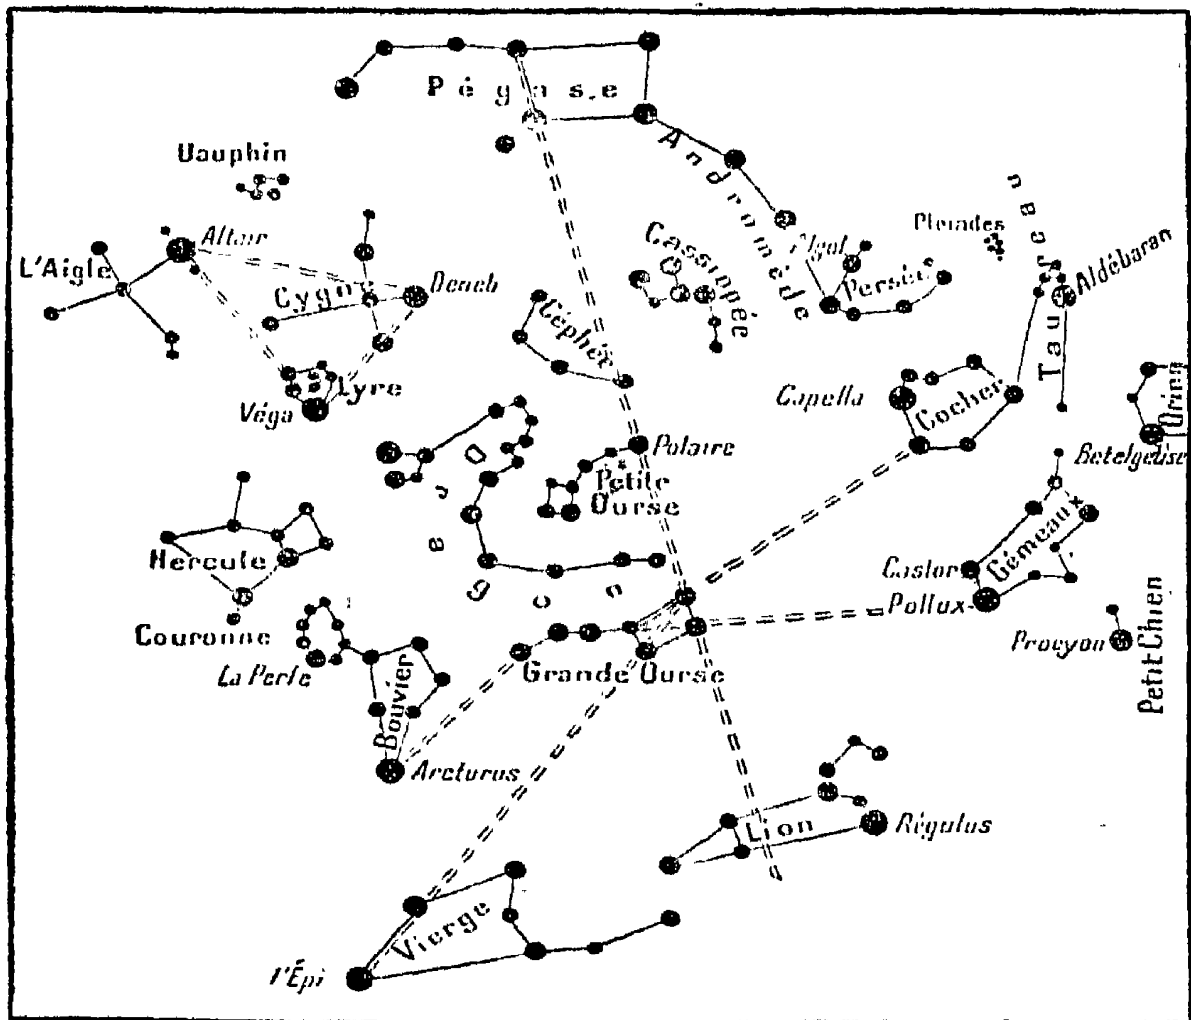 Pégase
Andromède
Dauphin
Altaïr
L'Aigle
Cygne
Deneb
Cassiopée
Algol
Persée
Pleiades
Taureau
Aldébaran
Céphée
Lyre
Véga
Capella
Cocher
Orion
Betelgeuse
Polaire
Petite
Ourse
Dragon
Hercule
Castor
Gémeaux
Pollux
Couronne
La Perle
Procyon
Petit Chien
Grande Ourse
Bouvier
Arcturus
Lion
Régulus
Vierge
l'Épi